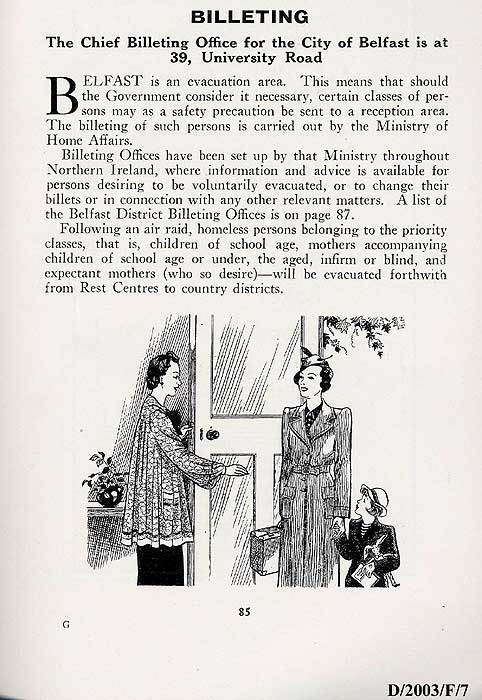 BILLETING
The Chief Billeting Office for the City of Belfast is at
39, University Road
BELFAST is an evacuation area. This means that should
the Government consider it necessary, certain classes of per-
sons may as a safety precaution be sent to a reception area.
The billeting of such persons is carried out by the Ministry of
Home Affairs.
Billeting Offices have been set up by that Ministry throughout
Northern Ireland, where information and advice is available for
persons desiring to be voluntarily evacuated, or to change their
billets or in connection with any other relevant matters. A list of
the Belfast District Billeting Offices is on page 87.
Following an air raid, homeless persons belonging to the priority
classes, that is, children of school age, mothers accompanying
children of school age or under, the aged, infirm or blind, and
expectant mothers (who so desire)—will be evacuated forthwith
from Rest Centres to country districts.
85
G
D/2003/F/7